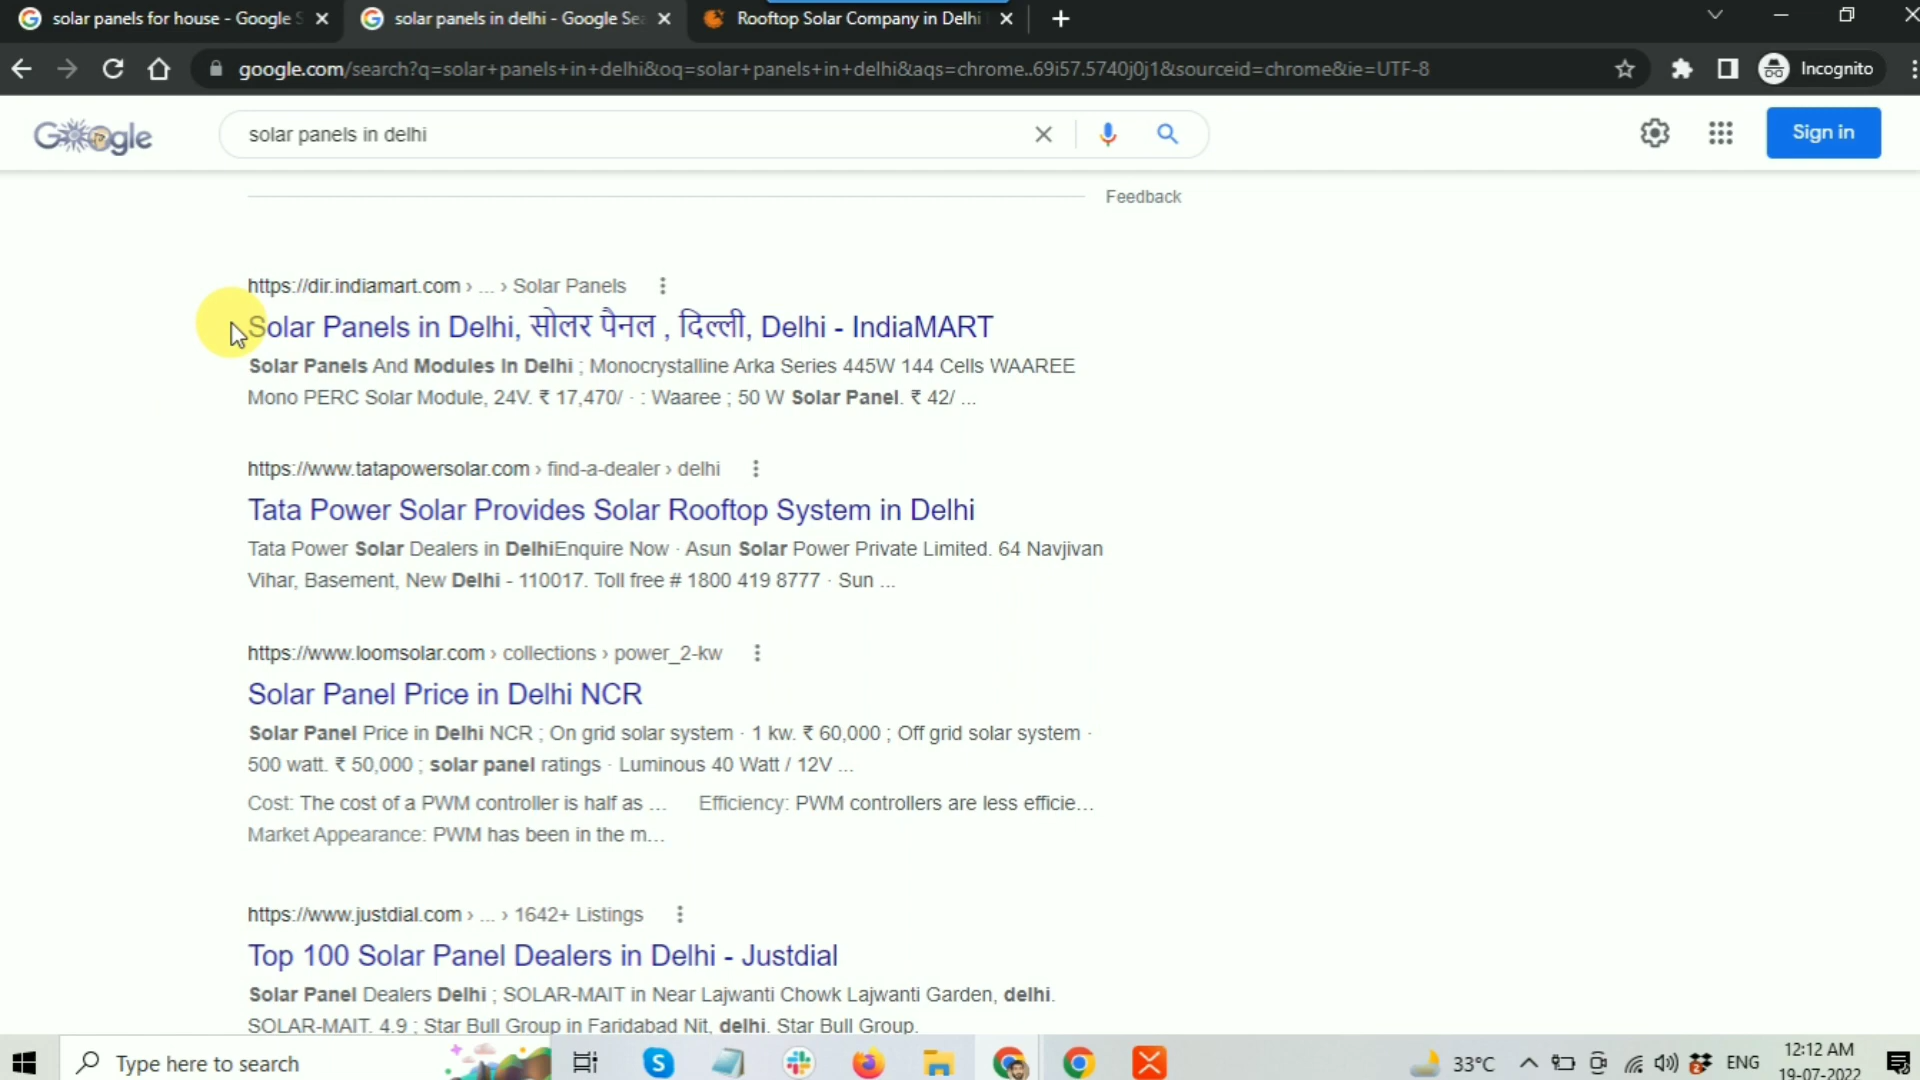 solar panels for house - Google S
solar panels in delhi - Google Sea
Rooftop Solar Company in Delhi
google.com/search?q=solar+panels+in+delhi&oq=solar+panels+in+delhi&aqs=chrome..69i57.5740j0j1&sourceid=chrome&ie=UTF-8
Incognito
Google
solar panels in delhi
Sign in
Feedback
https://dir.indiamart.com › ... › Solar Panels
Solar Panels in Delhi, सोलर पैनल , दिल्ली, Delhi - IndiaMART
Solar Panels And Modules In Delhi ; Monocrystalline Arka Series 445W 144 Cells WAAREE
Mono PERC Solar Module, 24V. ₹ 17,470/ · : Waaree ; 50 W Solar Panel. ₹ 42/ ...
https://www.tatapowersolar.com › find-a-dealer › delhi
Tata Power Solar Provides Solar Rooftop System in Delhi
Tata Power Solar Dealers in DelhiEnquire Now · Asun Solar Power Private Limited. 64 Navjivan
Vihar, Basement, New Delhi - 110017. Toll free # 1800 419 8777 · Sun ...
https://www.loomsolar.com › collections › power_2-kw
Solar Panel Price in Delhi NCR
Solar Panel Price in Delhi NCR ; On grid solar system · 1 kw. ₹ 60,000 ; Off grid solar system ·
500 watt. ₹ 50,000 ; solar panel ratings · Luminous 40 Watt / 12V ...
Cost: The cost of a PWM controller is half as ... Efficiency: PWM controllers are less efficie...
Market Appearance: PWM has been in the m...
https://www.justdial.com › ... › 1642+ Listings
Top 100 Solar Panel Dealers in Delhi - Justdial
Solar Panel Dealers Delhi ; SOLAR-MAIT in Near Lajwanti Chowk Lajwanti Garden, delhi.
SOLAR-MAIT. 4.9 ; Star Bull Group in Faridabad Nit, delhi. Star Bull Group.
Type here to search
33°C
ENG
12:12 AM
19-07-2022